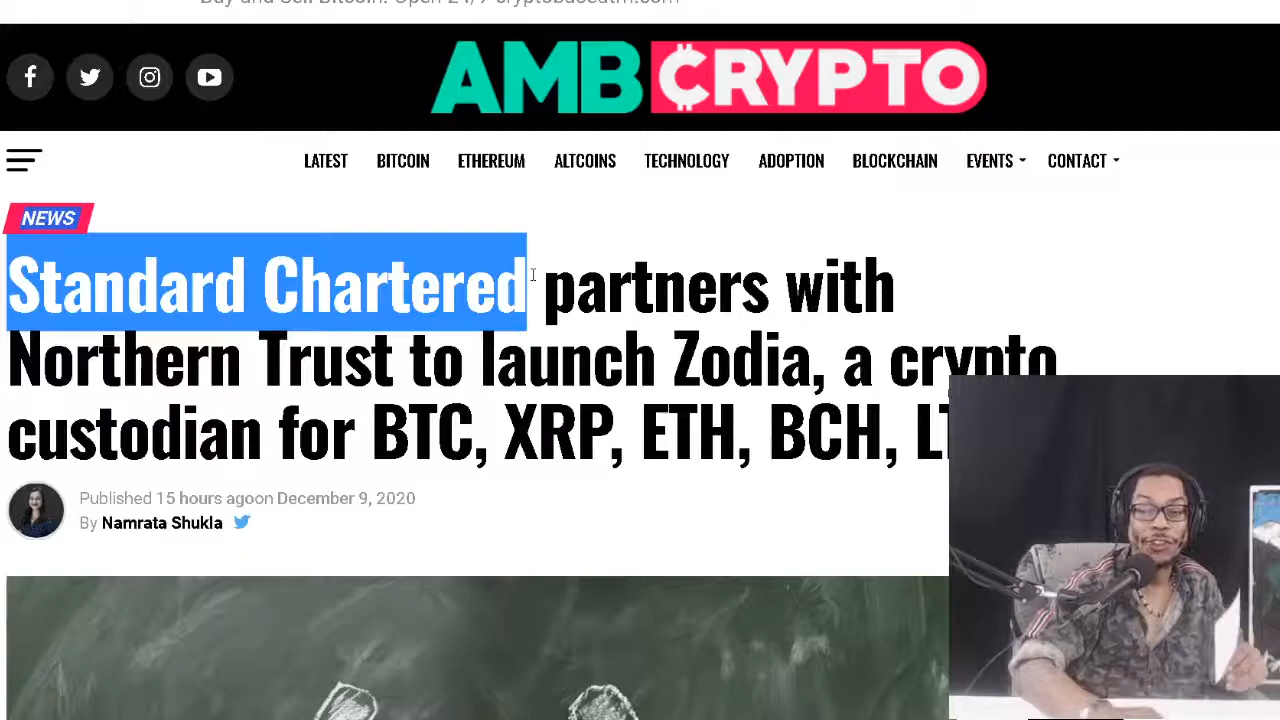 AMBCRYPTO
LATEST BITCOIN ETHEREUM ALTCOINS TECHNOLOGY ADOPTION BLOCKCHAIN EVENTS CONTACT
NEWS
Standard Chartered partners with
Northern Trust to launch Zodia, a crypto
custodian for BTC, XRP, ETH, BCH,
Published 15 hours agoon December 9, 2020
By Namrata Shukla